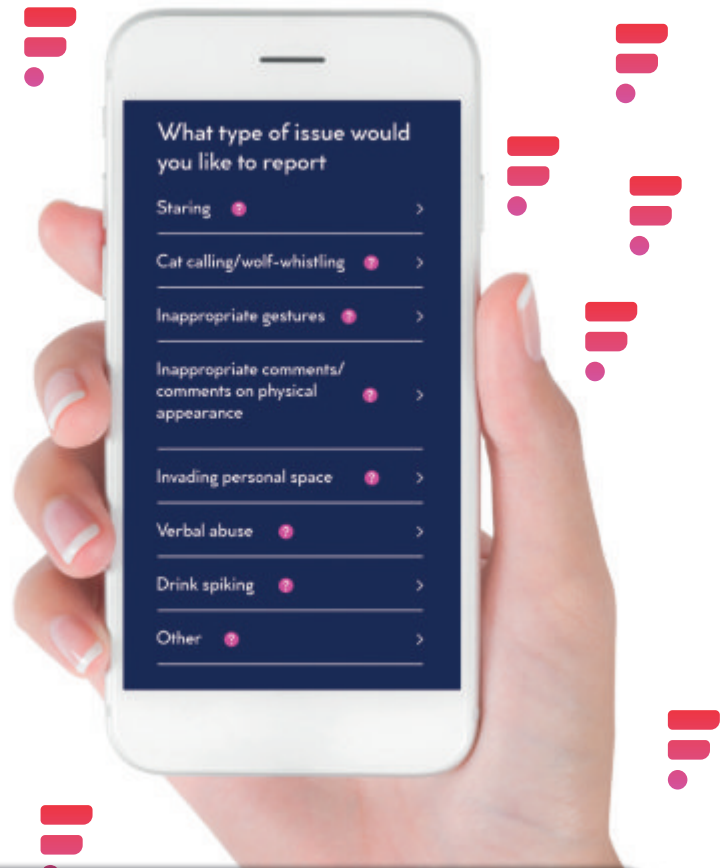 What type of issue would
you like to report
Staring ?
Cat calling/wolf-whistling ?
Inappropriate gestures ?
Inappropriate comments/
comments on physical
appearance ?
Invading personal space ?
Verbal abuse ?
Drink spiking ?
Other ?